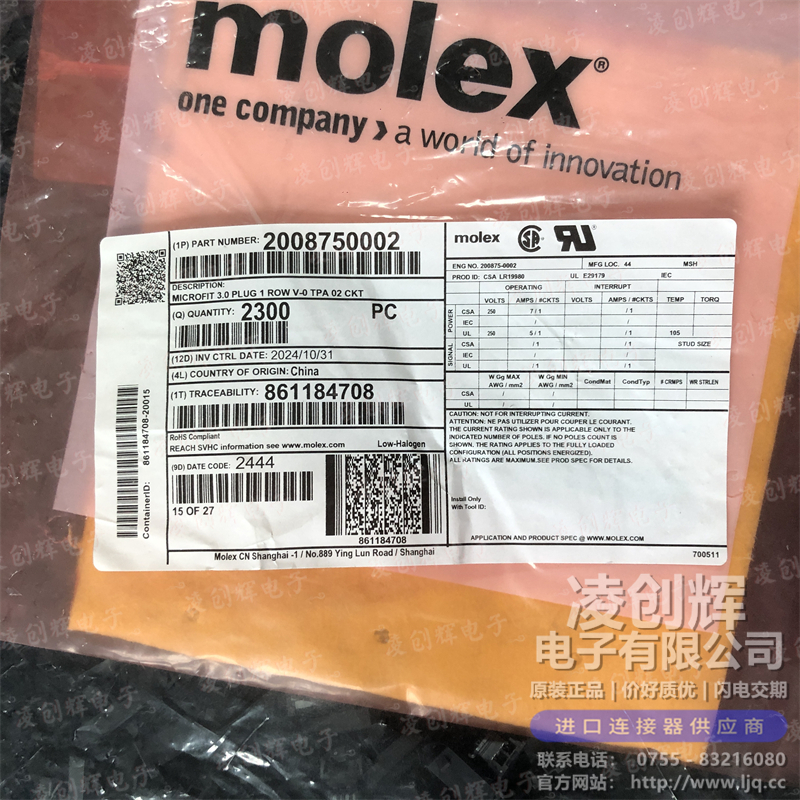 molex®
one company › a world of innovation
(1P) PART NUMBER: 2008750002
DESCRIPTION:
MICROFIT 3.0 PLUG 1 ROW V-0 TPA 02 CKT
(Q) QUANTITY: 2300 PC
(12D) INV CTRL DATE: 2024/10/31
(4L) COUNTRY OF ORIGIN: China
(1T) TRACEABILITY: 861184708
RoHS Compliant
REACH SVHC information see www.molex.com Low-Halogen
(9D) DATE CODE: 2444
15 OF 27
861184708
ContainerID: 861184708-20015
Molex CN Shanghai -1 / No.889 Ying Lun Road / Shanghai
molex
ENG NO. 200875-0002 MFG LOC. 44 MSH
PROD ID: CSA LR19980 UL E29179 IEC
OPERATING INTERRUPT
VOLTS AMPS / #CKTS VOLTS AMPS / #CKTS TEMP TORQ
POWER
CSA 250 7 / 1 / 1
IEC / /
UL 250 5 / 1 / 1 105
SIGNAL
CSA / 1 / 1 STUD SIZE
IEC / /
UL / 1 / 1
W Gg MAX AWG / mm2 W Gg MIN AWG / mm2 CondMat CondTyp # CRMPS WR STRLEN
CSA / /
UL / /
CAUTION: NOT FOR INTERRUPTING CURRENT.
ATTENTION: NE PAS UTILIZER POUR COUPER LE COURANT.
THE CURRENT RATING SHOWN IS APPLICABLE ONLY TO THE
INDICATED NUMBER OF POLES. IF NO POLES COUNT IS
SHOWN. THE RATING APPLIES TO THE FULLY LOADED
CONFIGURATION (ALL POSITIONS ENERGIZED).
ALL RATINGS ARE MAXIMUM.SEE PROD SPEC FOR DETAILS.
Install Only
With Tool ID:
APPLICATION AND PRODUCT SPEC @ WWW.MOLEX.COM
700511
凌创辉
电子有限公司
原装正品 | 价好质优 | 闪电交期
进口连接器供应商
联系电话: 0755 - 83216080
官方网站: http://www.ljq.cc
凌创辉电子